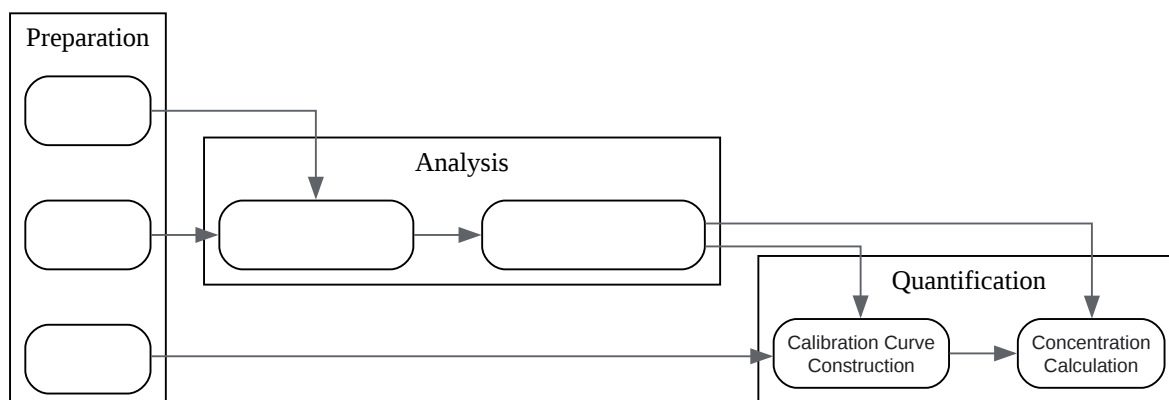 Preparation
Analysis
Quantification
Calibration Curve
Construction
Concentration
Calculation